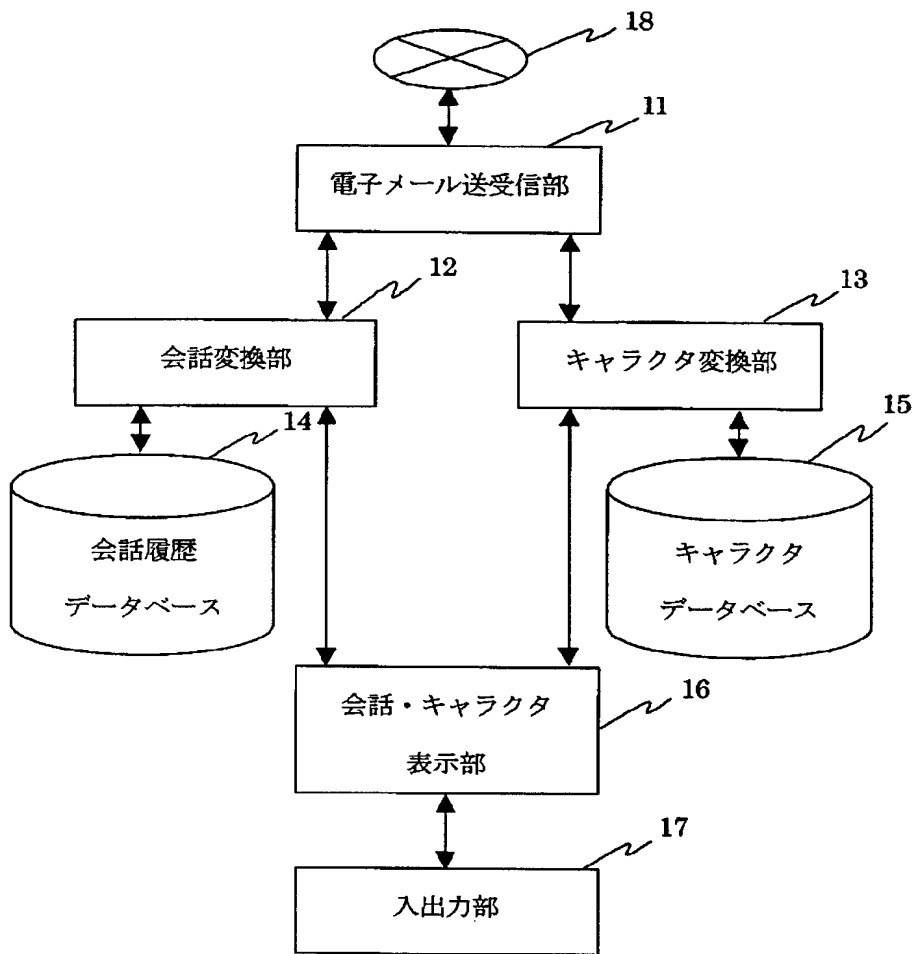 18
11
電子メール送受信部
12
13
会話変換部
キャラクタ変換部
14
15
会話履歴
データベース
キャラクタ
データベース
16
会話・キャラクタ
表示部
17
入出力部